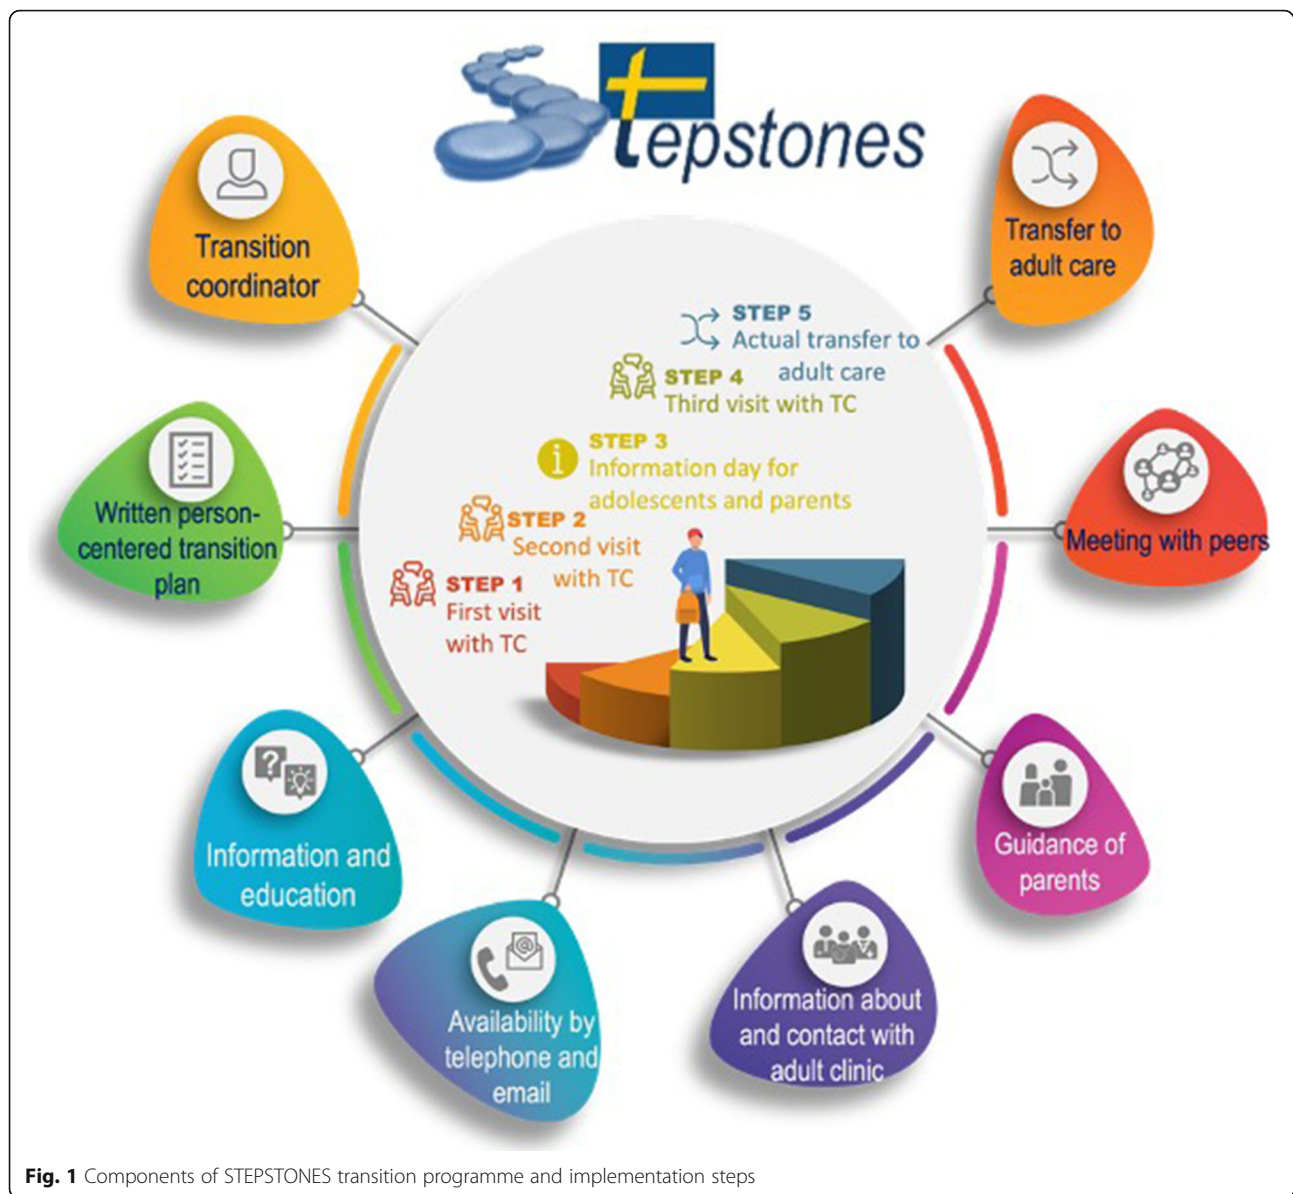 Stepstones
Transition
coordinator
Transfer to
adult care
STEP 5
Actual transfer to
adult care
STEP 4
Third visit with TC
STEP 3
Information day for
adolescents and parents
STEP 2
Second visit
with TC
STEP 1
First visit
with TC
Written person-
centered transition
plan
Meeting with peers
Information and
education
Guidance of
parents
Availability by
telephone and
email
Information about
and contact with
adult clinic
Fig. 1 Components of STEPSTONES transition programme and implementation steps